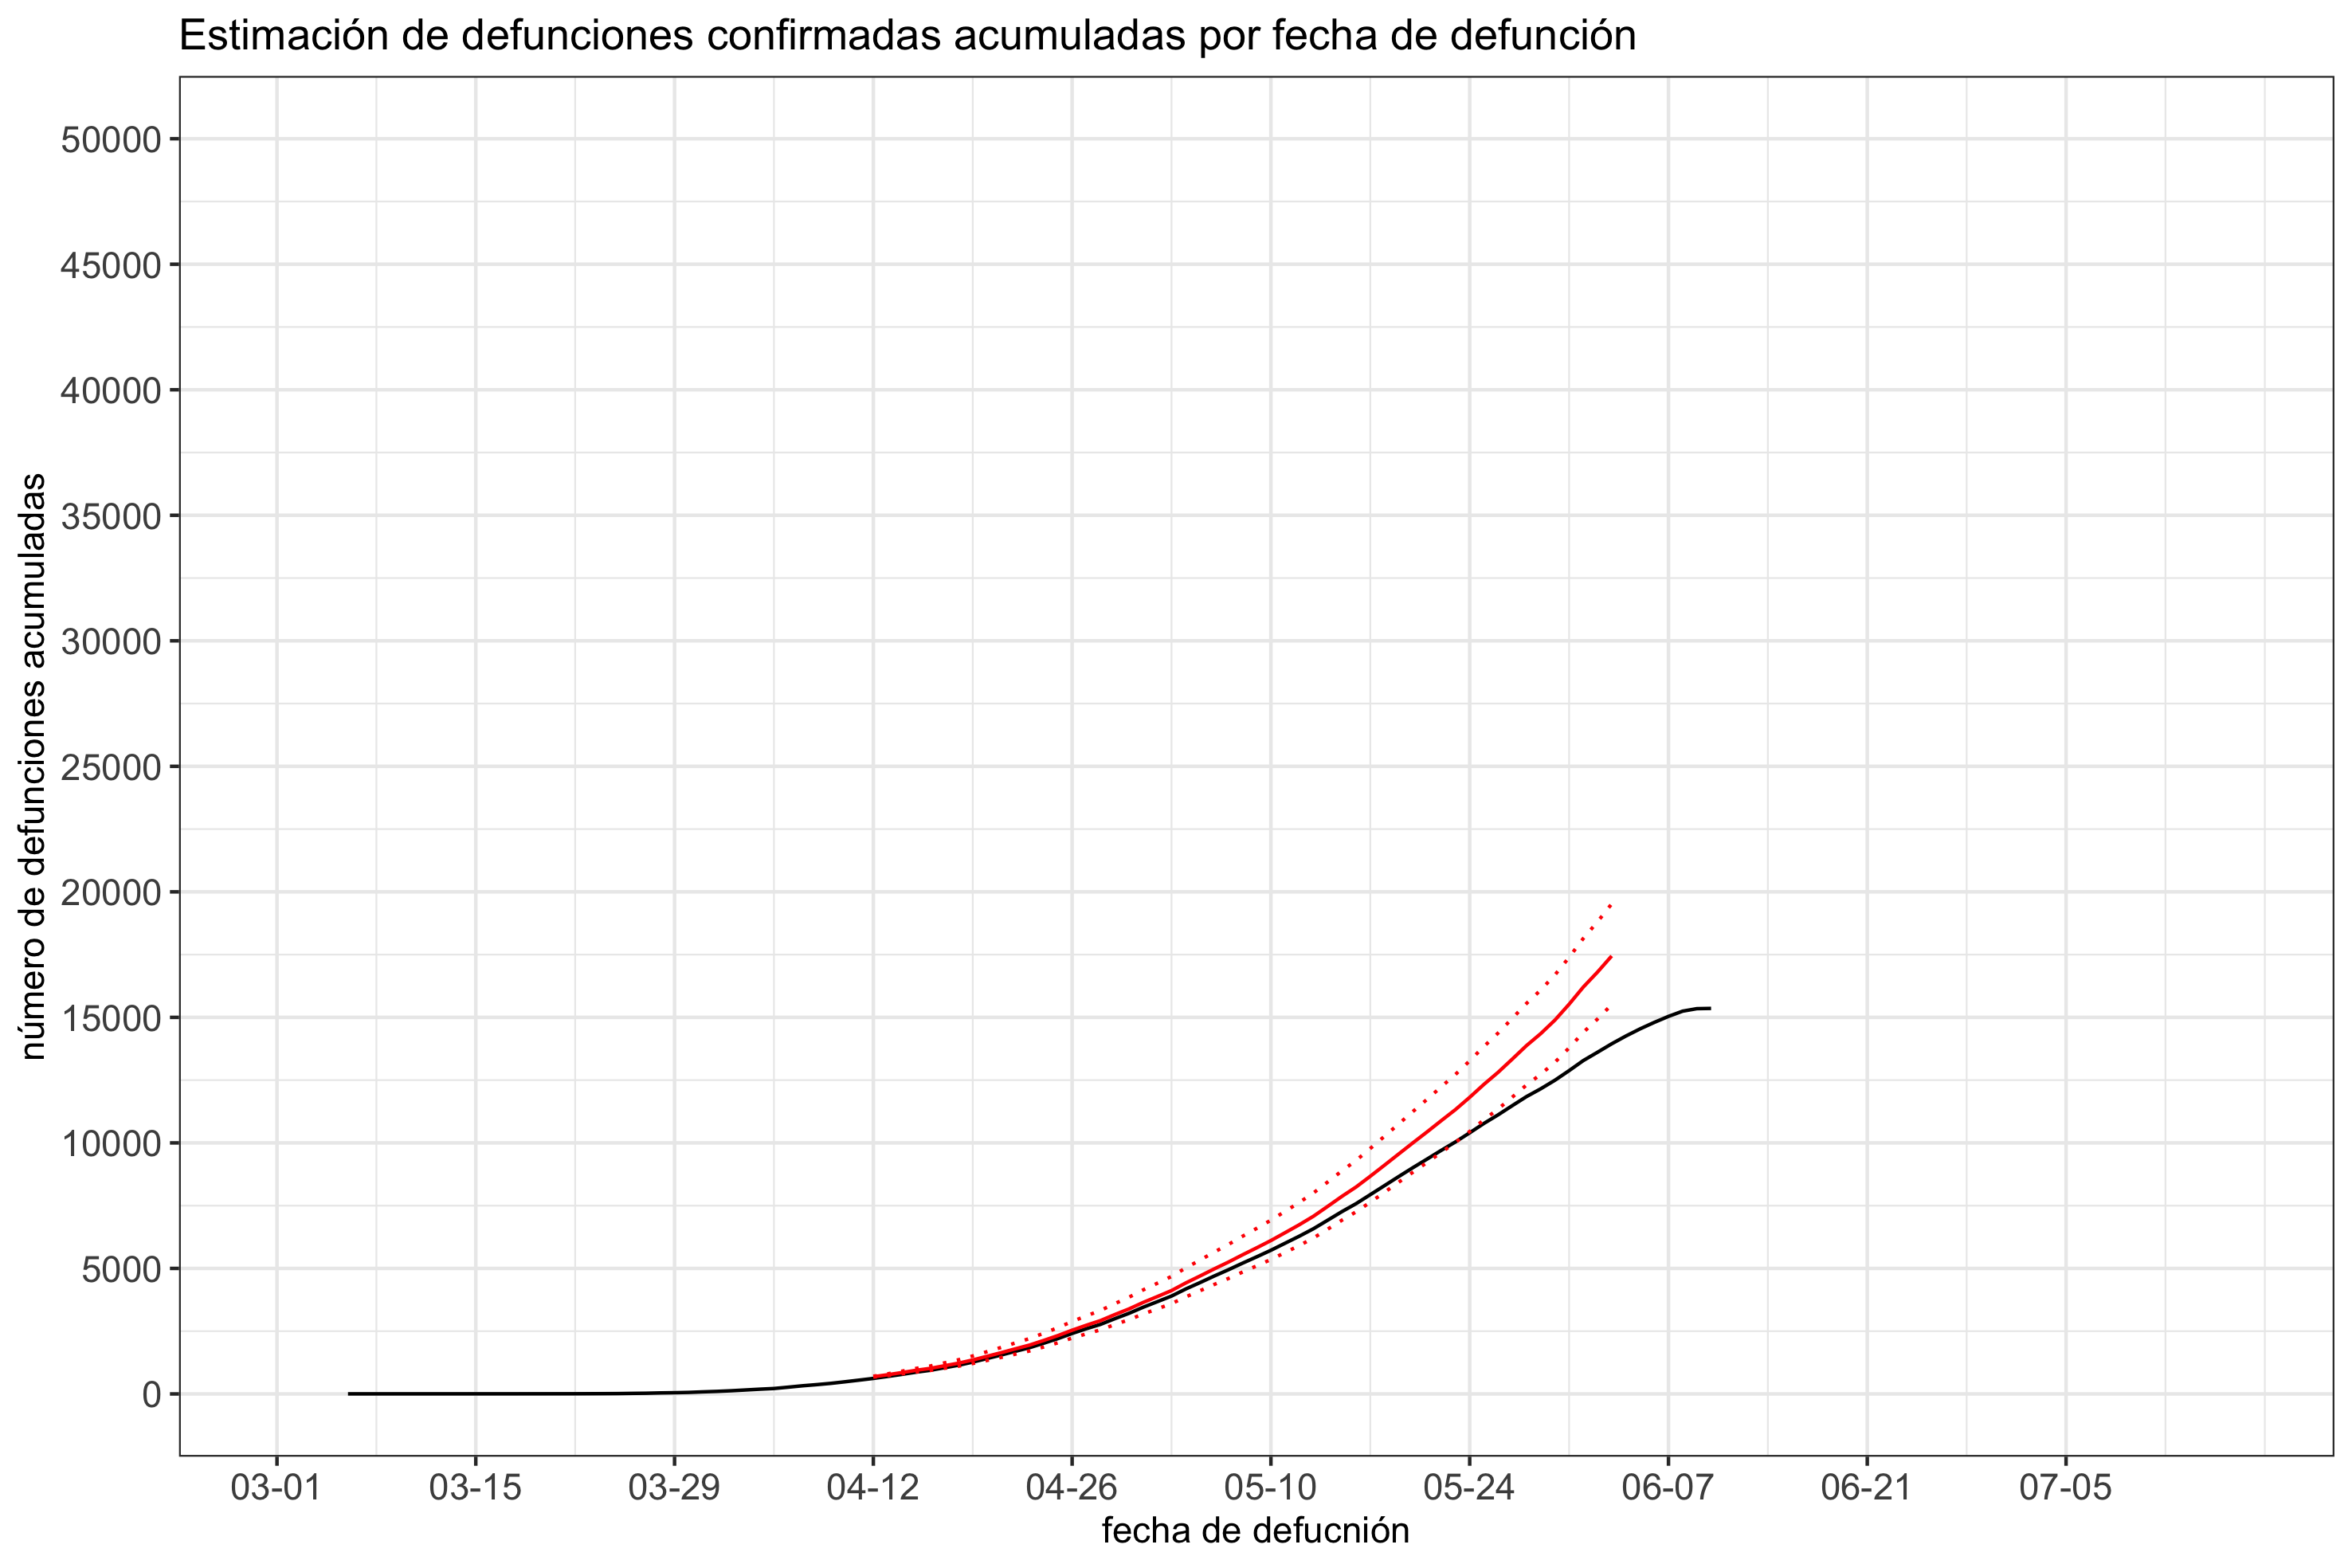 Estimación de defunciones confirmadas acumuladas por fecha de defunción
número de defunciones acumuladas
50000
45000
40000
35000
30000
25000
20000
15000
10000
5000
0
03-01 03-15 03-29 04-12 04-26 05-10 05-24 06-07 06-21 07-05
fecha de defucnión